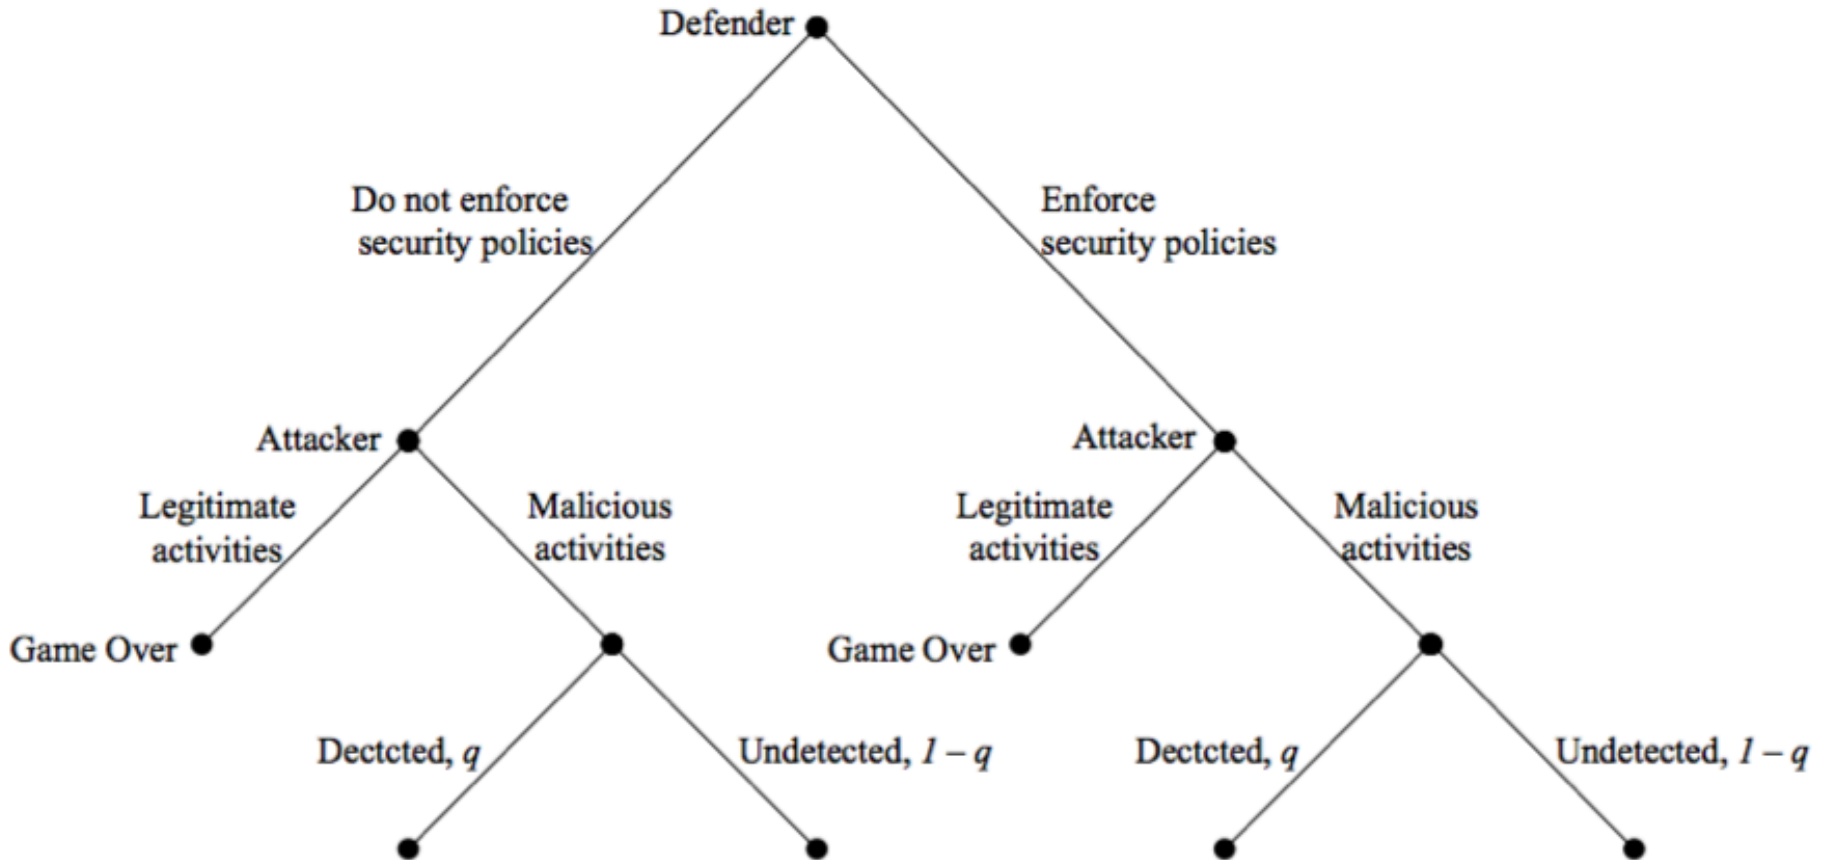 Defender
Do not enforce
security policies
Enforce
security policies
Attacker
Attacker
Legitimate
activities
Malicious
activities
Legitimate
activities
Malicious
activities
Game Over
Game Over
Dectcted, q
Undetected, 1 – q
Dectcted, q
Undetected, 1 – q